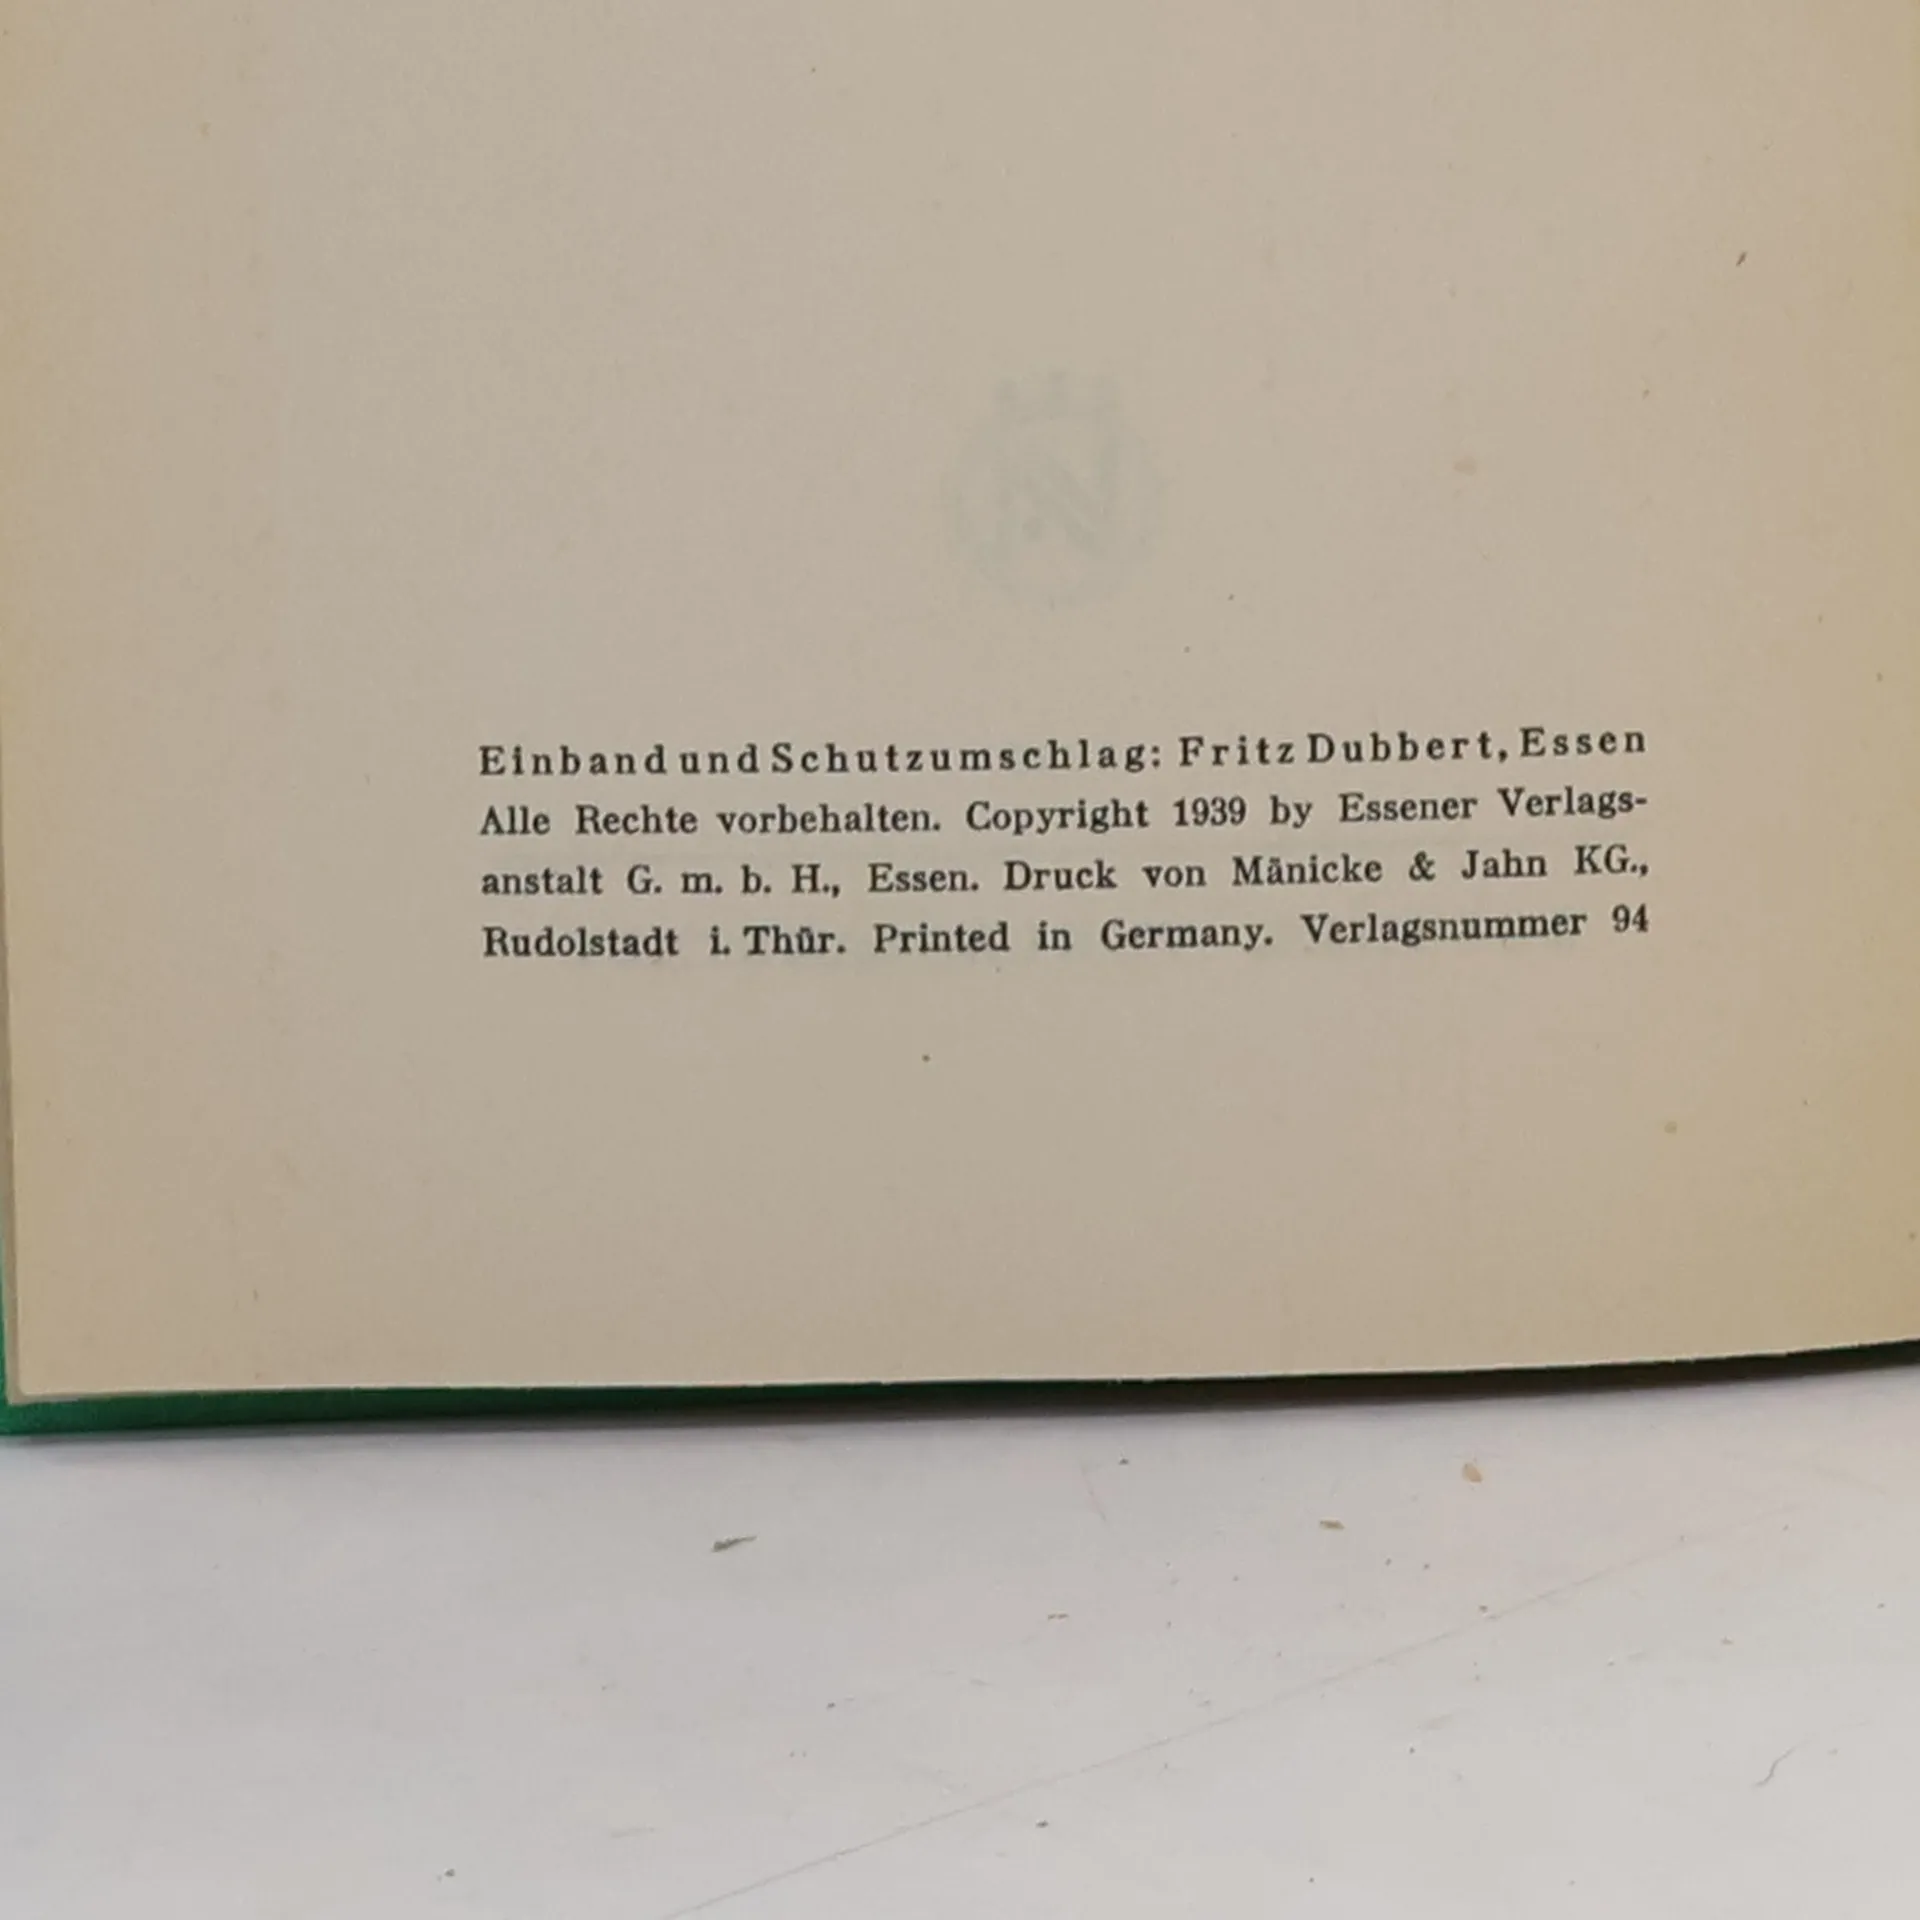 Einband und Schutzumschlag: Fritz Dubbert, Essen
Alle Rechte vorbehalten. Copyright 1939 by Essener Verlags-
anstalt G. m. b. H., Essen. Druck von Mänicke & Jahn KG.,
Rudolstadt i. Thür. Printed in Germany. Verlagsnummer 94